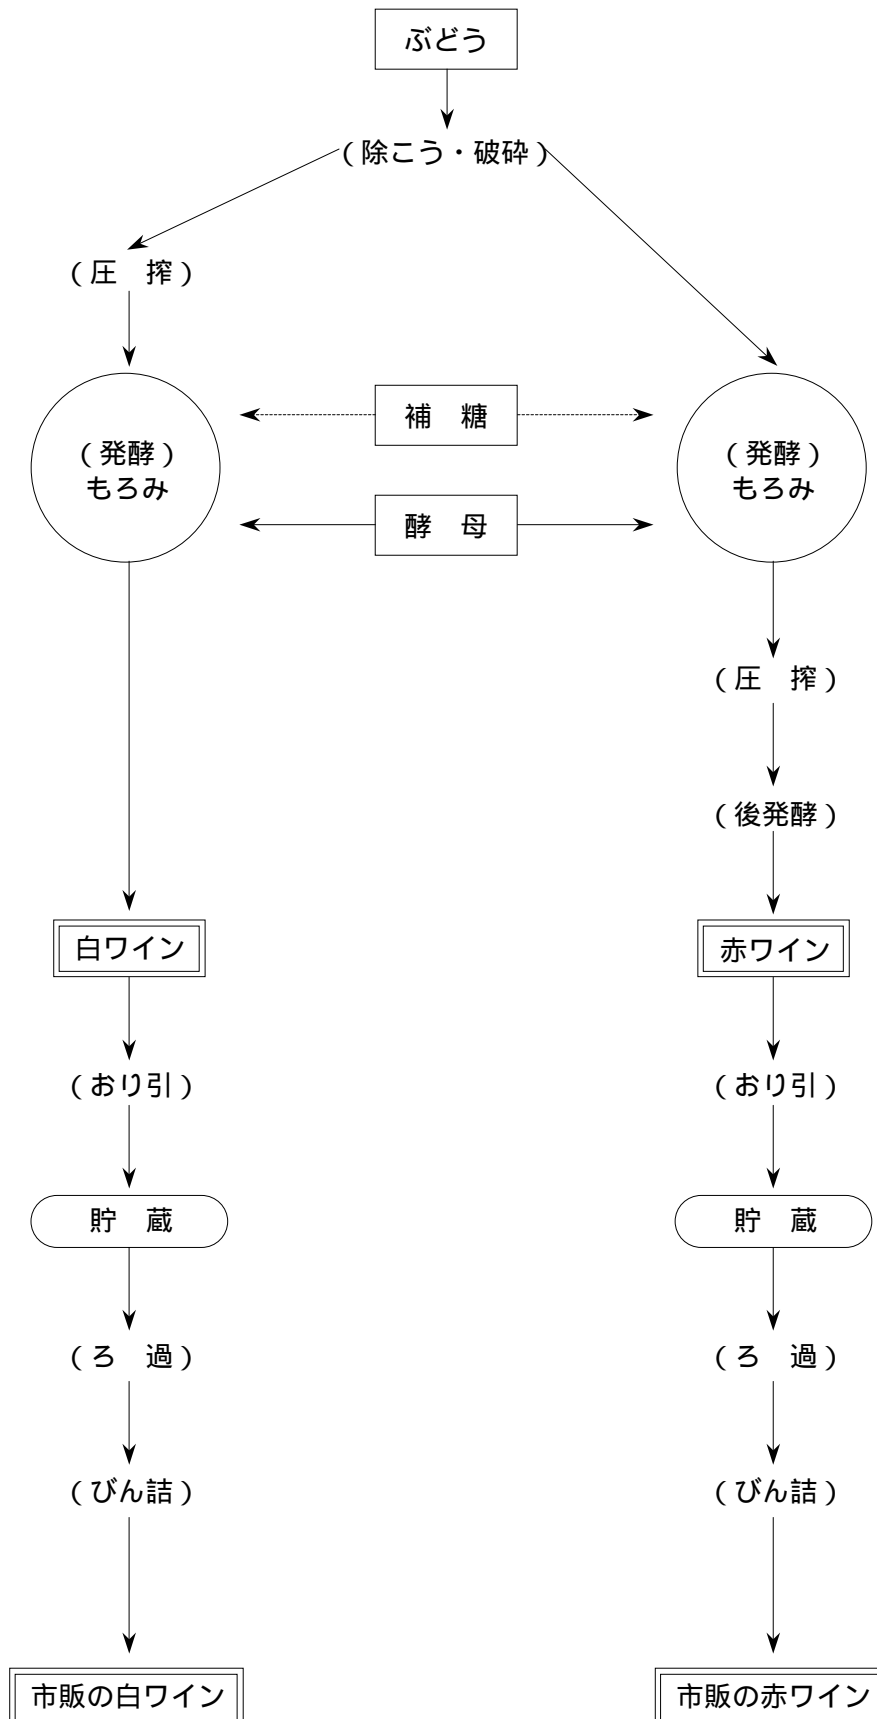 ぶどう
(除こう・破砕)
(圧　搾)
補　糖
(発酵)
もろみ
(発酵)
もろみ
酵　母
(圧　搾)
(後発酵)
白ワイン
赤ワイン
(おり引)
(おり引)
貯　蔵
貯　蔵
(ろ　過)
(ろ　過)
(びん詰)
(びん詰)
市販の白ワイン
市販の赤ワイン